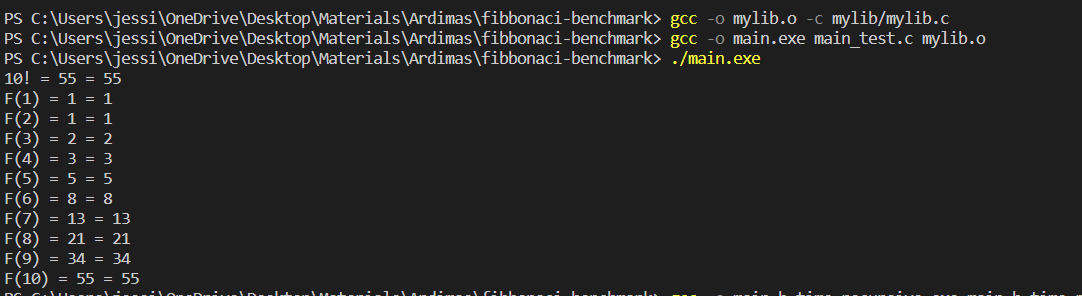 PS C:\Users\jessi\OneDrive\Desktop\Materials\Ardimas\fibbonaci-benchmark> gcc -o mylib.o -c mylib/mylib.c
PS C:\Users\jessi\OneDrive\Desktop\Materials\Ardimas\fibbonaci-benchmark> gcc -o main.exe main_test.c mylib.o
PS C:\Users\jessi\OneDrive\Desktop\Materials\Ardimas\fibbonaci-benchmark> ./main.exe
10! = 55 = 55
F(1) = 1 = 1
F(2) = 1 = 1
F(3) = 2 = 2
F(4) = 3 = 3
F(5) = 5 = 5
F(6) = 8 = 8
F(7) = 13 = 13
F(8) = 21 = 21
F(9) = 34 = 34
F(10) = 55 = 55